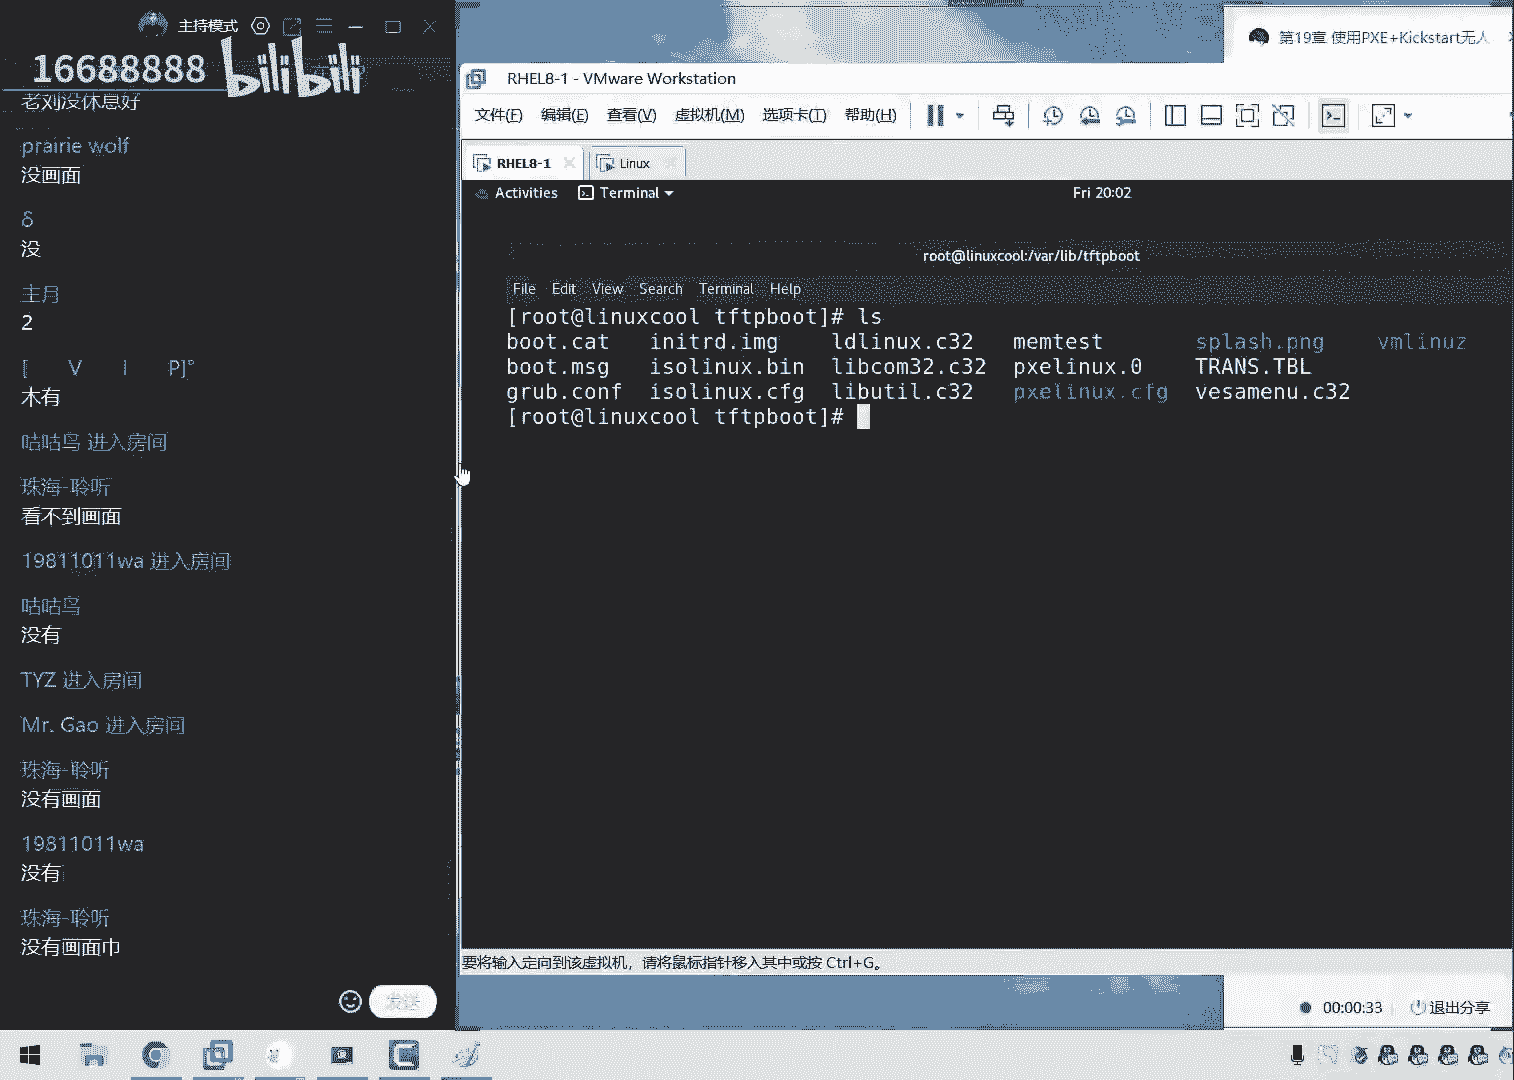 主持模式
16688888
bilibili
老刘没休息好
prairie wolf
没画面
δ
没
主月
2
[ V I P]°
木有
咕咕鸟 进入房间
珠海-聆听
看不到画面
19811011wa 进入房间
咕咕鸟
没有
TYZ 进入房间
Mr. Gao 进入房间
珠海-聆听
没有画面
19811011wa
没有
珠海-聆听
没有画面巾
发送
第19章 使用PXE+Kickstart无人
RHEL8-1 - VMware Workstation
文件(F) 编辑(E) 查看(V) 虚拟机(M) 选项卡(T) 帮助(H)
RHEL8-1 Linux
Activities Terminal Fri 20:02
root@linuxcool:/var/lib/tftpboot
File Edit View Search Terminal Help
[root@linuxcool tftpboot]# ls
boot.cat initrd.img ldlinux.c32 memtest splash.png vmlinuz
boot.msg isolinux.bin libcom32.c32 pxelinux.0 TRANS.TBL
grub.conf isolinux.cfg libutil.c32 pxelinux.cfg vesamenu.c32
[root@linuxcool tftpboot]#
要将输入定向到该虚拟机，请将鼠标指针移入其中或按 Ctrl+G。
00:00:33 退出分享